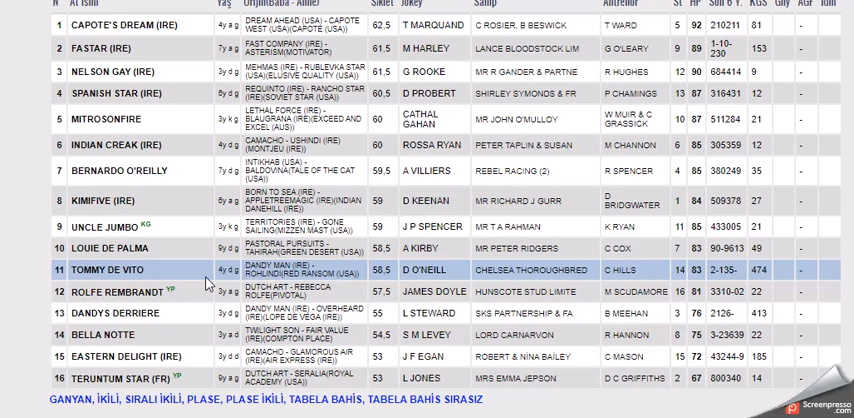 N At İsmi Yaş Orijin(Baba - Anne) Sıklet Jokey Sahip Antrenör St HP Son 6 Y. KGS Gny AGF İdm
1 CAPOTE'S DREAM (IRE) 4y a g DREAM AHEAD (USA) - CAPOTE WEST (USA)(CAPOTE (USA)) 62,5 T MARQUAND C ROSIER, B BESWICK T WARD 5 92 210211 81 -
2 FASTAR (IRE) 4y a g FAST COMPANY (IRE) - ASTERISM(MOTIVATOR) 61,5 M HARLEY LANCE BLOODSTOCK LIM G O'LEARY 9 89 1-10-230 153 -
3 NELSON GAY (IRE) 3y d g MEHMAS (IRE) - RUBLEVKA STAR (USA)(ELUSIVE QUALITY (USA)) 61,5 G ROOKE MR R GANDER & PARTNE R HUGHES 12 90 684414 9 -
4 SPANISH STAR (IRE) 6y d g REQUINTO (IRE) - RANCHO STAR (IRE)(SOVIET STAR (USA)) 60,5 D PROBERT SHIRLEY SYMONDS & FR P CHAMINGS 13 87 316431 12 -
5 MITROSONFIRE 3y k g LETHAL FORCE (IRE) - BLAUGRANA (IRE)(EXCEED AND EXCEL (AUS)) 60 CATHAL GAHAN MR JOHN O'MULLOY W MUIR & C GRASSICK 10 87 511284 21 -
6 INDIAN CREAK (IRE) 4y d g CAMACHO - USHINDI (IRE)(MONTJEU (IRE)) 60 ROSSA RYAN PETER TAPLIN & SUSAN M CHANNON 6 85 305359 12 -
7 BERNARDO O'REILLY 7y d g INTIKHAB (USA) - BALDOVINA(TALE OF THE CAT (USA)) 59,5 A VILLIERS REBEL RACING (2) R SPENCER 4 85 380249 35 -
8 KIMIFIVE (IRE) 6y a g BORN TO SEA (IRE) - APPLETREEMAGIC (IRE)(INDIAN DANEHILL (IRE)) 59 D KEENAN MR RICHARD J GURR D BRIDGWATER 1 84 509378 27 -
9 UNCLE JUMBO KG 3y k g TERRITORIES (IRE) - GONE SAILING(MIZZEN MAST (USA)) 59 J P SPENCER MR T A RAHMAN K RYAN 11 85 433005 21 -
10 LOUIE DE PALMA 9y d g PASTORAL PURSUITS - TAHIRAH(GREEN DESERT (USA)) 58,5 A KIRBY MR PETER RIDGERS C COX 7 83 90-9613 49 -
11 TOMMY DE VITO 4y d g DANDY MAN (IRE) - ROHLINDI(RED RANSOM (USA)) 58,5 D O'NEILL CHELSEA THOROUGHBRED C HILLS 14 83 2-135- 474 -
12 ROLFE REMBRANDT YP 3y a g DUTCH ART - REBECCA ROLFE(PIVOTAL) 57,5 JAMES DOYLE HUNSCOTE STUD LIMITE M SCUDAMORE 16 81 3310-02 22 -
13 DANDYS DERRIERE 3y d d DANDY MAN (IRE) - OVERHEARD (IRE)(LOPE DE VEGA (IRE)) 55 L STEWARD SKS PARTNERSHIP & FA B MEEHAN 3 76 2126- 413 -
14 BELLA NOTTE 3y a d TWILIGHT SON - FAIR VALUE (IRE)(COMPTON PLACE) 54,5 S M LEVEY LORD CARNARVON R HANNON 8 75 3-23639 22 -
15 EASTERN DELIGHT (IRE) 3y d d CAMACHO - GLAMOROUS AIR (IRE)(AIR EXPRESS (IRE)) 53 J F EGAN ROBERT & NİNA BAİLEY C MASON 15 72 43244-9 185 -
16 TERUNTUM STAR (FR) YP 9y a g DUTCH ART - SERALIA(ROYAL ACADEMY (USA)) 53 L JONES MRS EMMA JEPSON D C GRIFFITHS 2 67 800340 14 -
GANYAN, İKİLİ, SIRALI İKİLİ, PLASE, PLASE İKİLİ, TABELA BAHİS, TABELA BAHİS SIRASIZ
Screenpresso
.com